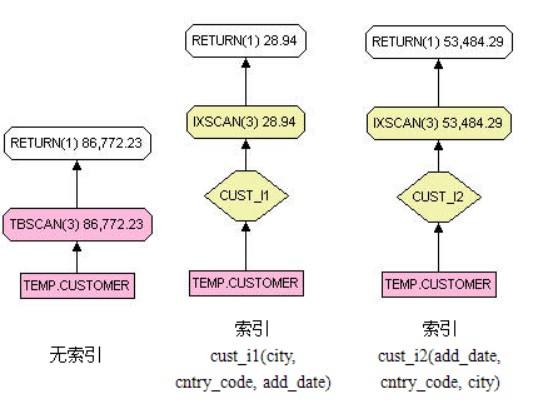 RETURN(1) 86,772.23
TBSCAN(3) 86,772.23
TEMP.CUSTOMER
无索引
RETURN(1) 28.94
IXSCAN(3) 28.94
CUST_I1
TEMP.CUSTOMER
索引
cust_i1(city,
cntry_code, add_date)
RETURN(1) 53,484.29
IXSCAN(3) 53,484.29
CUST_I2
TEMP.CUSTOMER
索引
cust_i2(add_date,
cntry_code, city)